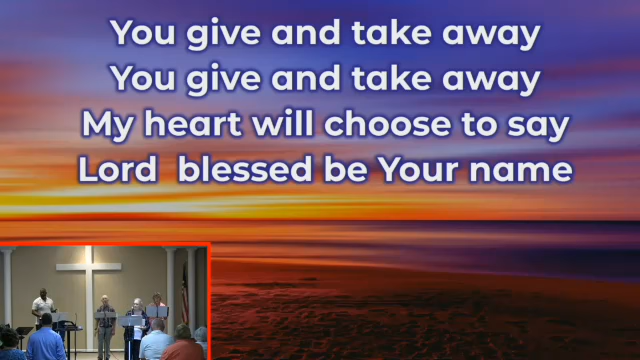 You give and take away
You give and take away
My heart will choose to say
Lord  blessed be Your name